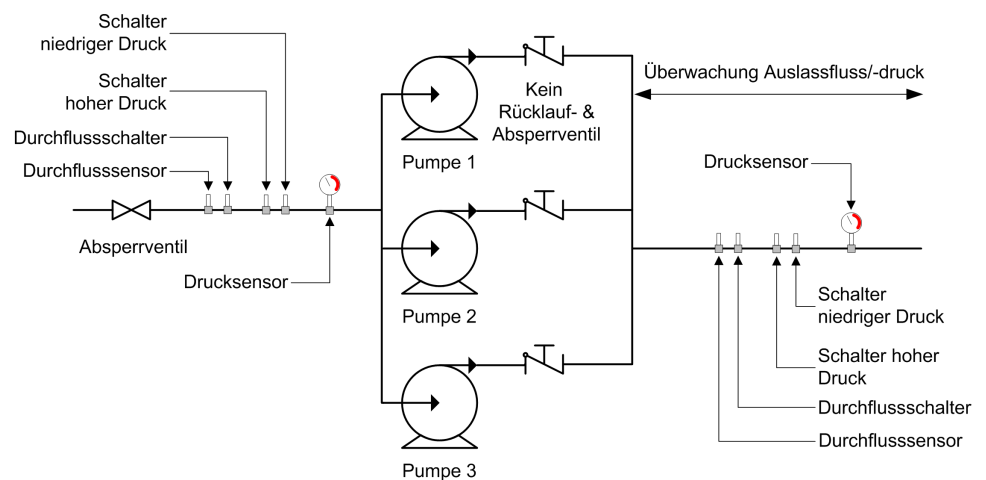 Schalter
niedriger Druck
Schalter
hoher Druck
Durchflussschalter
Durchflusssensor
Absperrventil
Drucksensor
Pumpe 1
Kein
Rücklauf- &
Absperrventil
Pumpe 2
Pumpe 3
Überwachung Auslassfluss/-druck
Drucksensor
Schalter
niedriger Druck
Schalter hoher
Druck
Durchflussschalter
Durchflusssensor